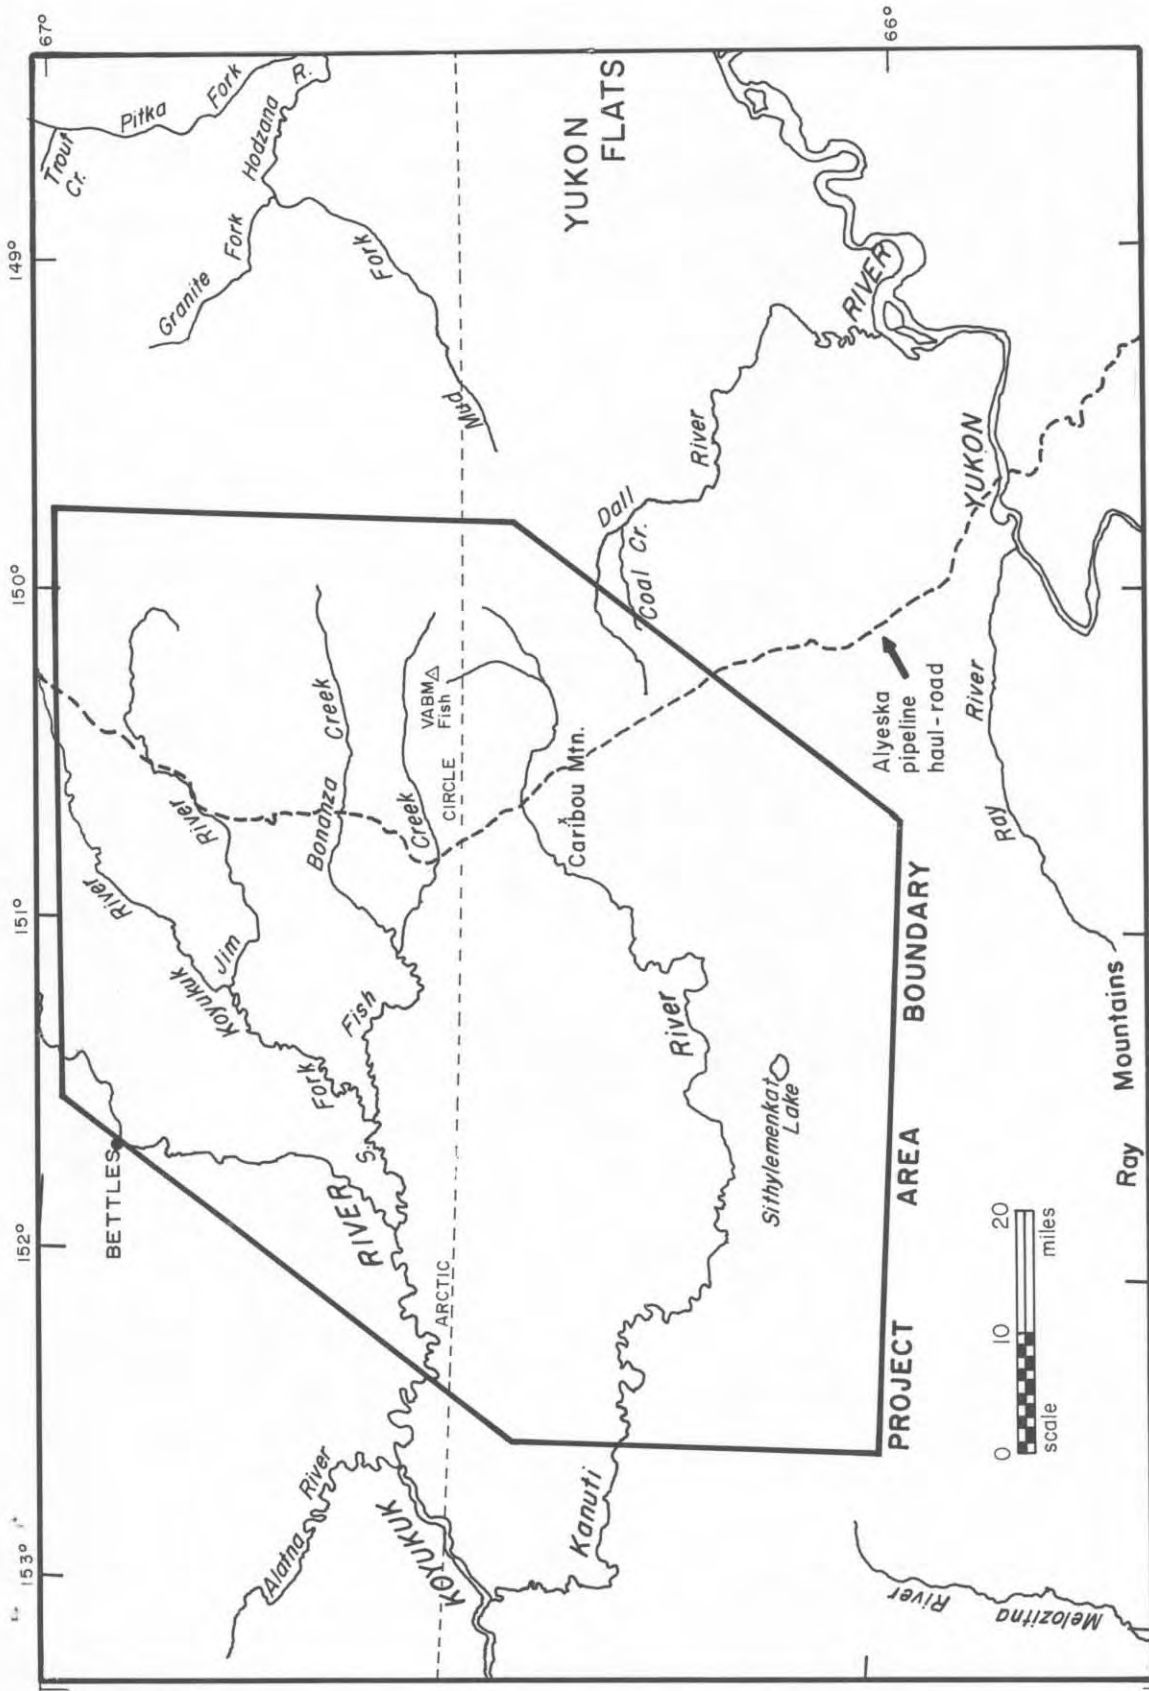 153°
152°
151°
150°
149°
67°
66°
Trout
Cr.
Pitka
Fork
Hodzana
R.
Granite
Fork
Mud
Fork
YUKON
FLATS
BETTLES
River
River
Jim
Koyukuk
Fork
S.
Bonanza
Creek
Fish
Creek
VABM
Fish
ARCTIC
CIRCLE
RIVER
Alatna
River
KOYUKUK
Kanuti
River
Caribou Mtn.
x
Sithylemenkat
Lake
Dall
River
Coal Cr.
YUKON
RIVER
Alyeska
pipeline
haul-road
Ray
River
Ray Mountains
Melozitna
River
PROJECT AREA BOUNDARY
0 10 20
scale miles